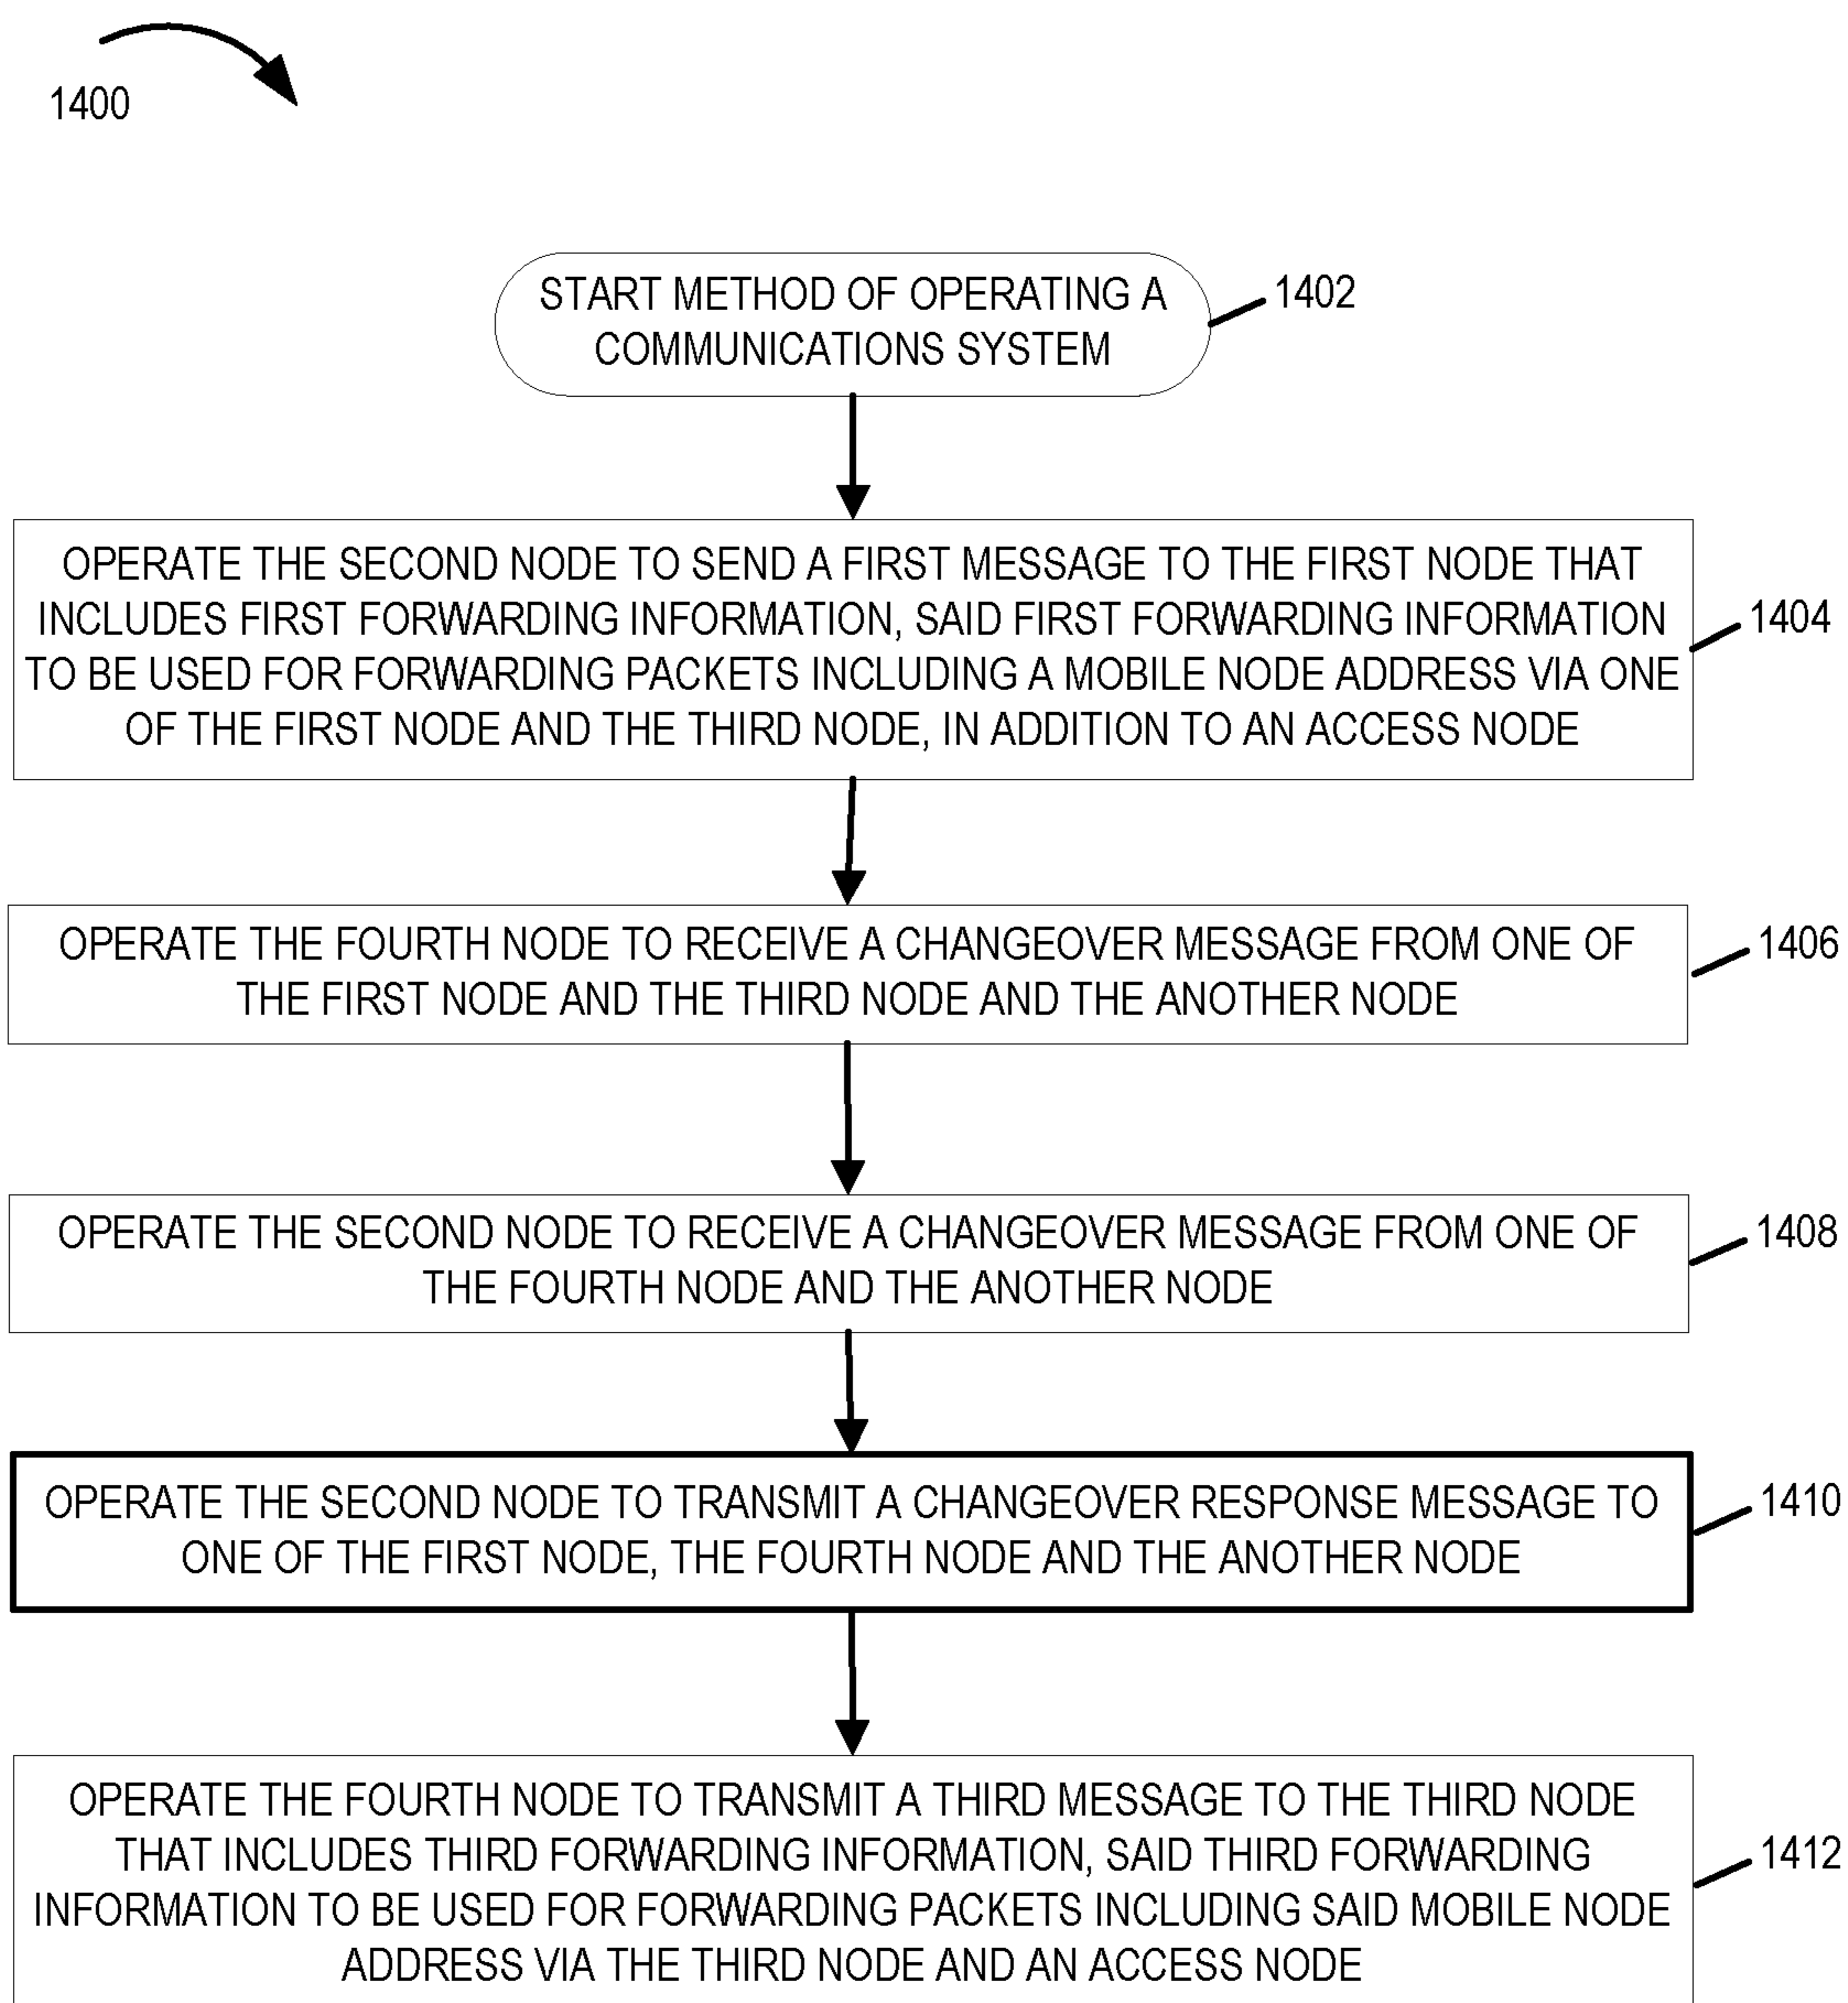 1400
START METHOD OF OPERATING A
COMMUNICATIONS SYSTEM
1402
OPERATE THE SECOND NODE TO SEND A FIRST MESSAGE TO THE FIRST NODE THAT
INCLUDES FIRST FORWARDING INFORMATION, SAID FIRST FORWARDING INFORMATION
TO BE USED FOR FORWARDING PACKETS INCLUDING A MOBILE NODE ADDRESS VIA ONE
OF THE FIRST NODE AND THE THIRD NODE, IN ADDITION TO AN ACCESS NODE
1404
OPERATE THE FOURTH NODE TO RECEIVE A CHANGEOVER MESSAGE FROM ONE OF
THE FIRST NODE AND THE THIRD NODE AND THE ANOTHER NODE
1406
OPERATE THE SECOND NODE TO RECEIVE A CHANGEOVER MESSAGE FROM ONE OF
THE FOURTH NODE AND THE ANOTHER NODE
1408
OPERATE THE SECOND NODE TO TRANSMIT A CHANGEOVER RESPONSE MESSAGE TO
ONE OF THE FIRST NODE, THE FOURTH NODE AND THE ANOTHER NODE
1410
OPERATE THE FOURTH NODE TO TRANSMIT A THIRD MESSAGE TO THE THIRD NODE
THAT INCLUDES THIRD FORWARDING INFORMATION, SAID THIRD FORWARDING
INFORMATION TO BE USED FOR FORWARDING PACKETS INCLUDING SAID MOBILE NODE
ADDRESS VIA THE THIRD NODE AND AN ACCESS NODE
1412